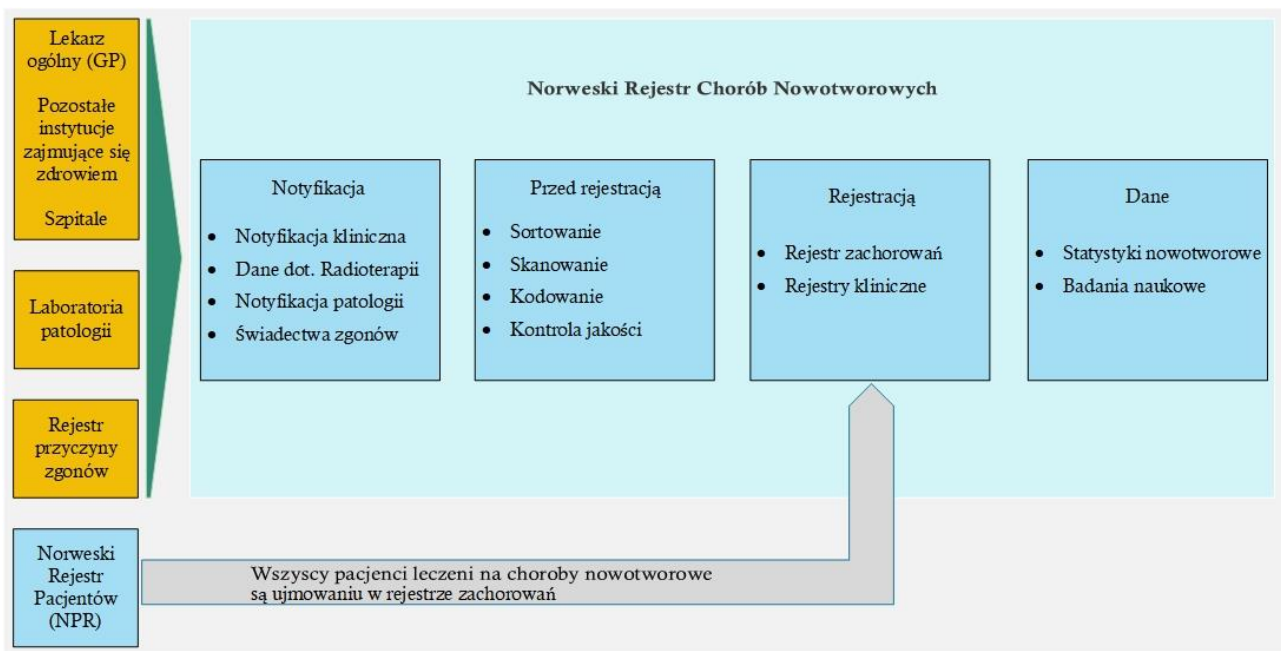 Lekarz
ogólny (GP)
Pozostałe
instytucje
zajmujące się
zdrowiem
Szpitale
Laboratoria
patologii
Rejestr
przyczyny
zgonów
Norweski
Rejestr
Pacjentów
(NPR)
Norweski Rejestr Chorób Nowotworowych
Notyfikacja
• Notyfikacja kliniczna
• Dane dot. Radioterapii
• Notyfikacja patologii
• Świadectwa zgonów
Przed rejestracją
• Sortowanie
• Skanowanie
• Kodowanie
• Kontrola jakości
Rejestracją
• Rejestr zachorowań
• Rejestry kliniczne
Dane
• Statystyki nowotworowe
• Badania naukowe
Wszyscy pacjenci leczeni na choroby nowotworowe
są ujmowaniu w rejestrze zachorowań